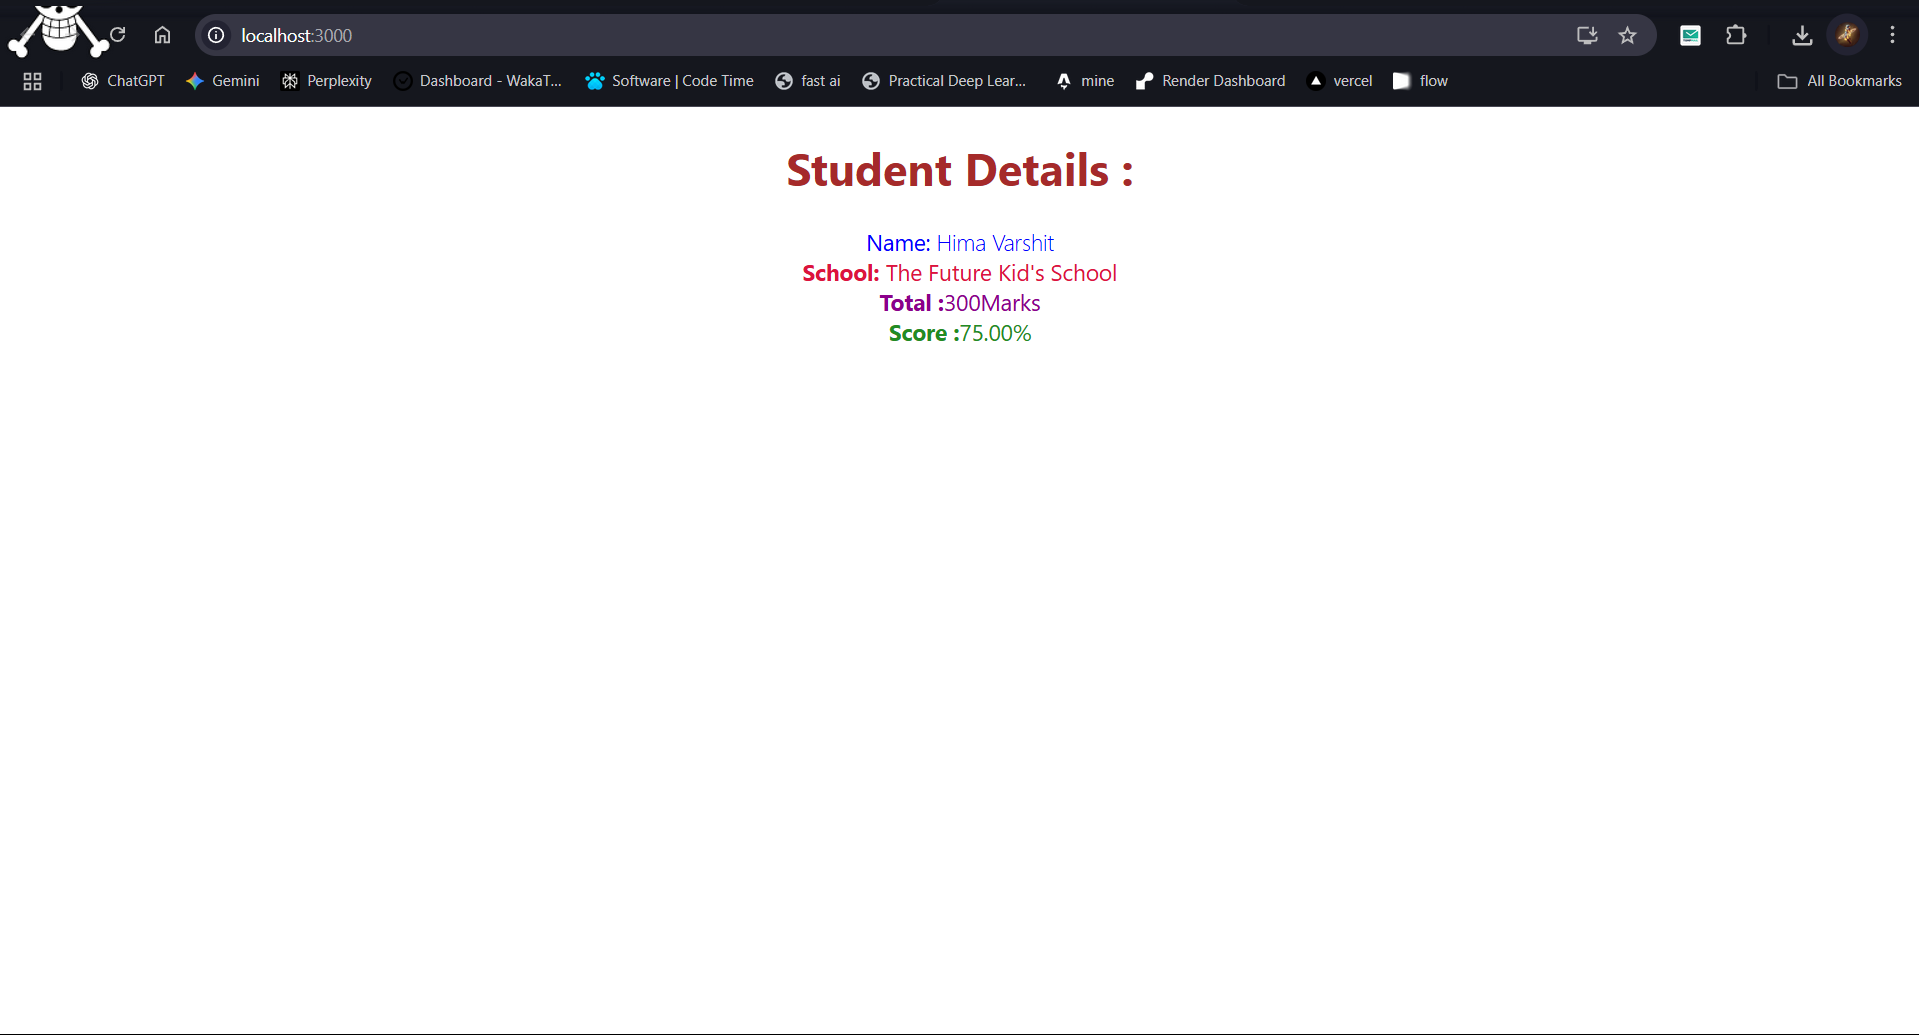 localhost:3000
ChatGPT Gemini Perplexity Dashboard - WakaT... Software | Code Time fast ai Practical Deep Lear... mine Render Dashboard vercel flow All Bookmarks
Student Details :
Name: Hima Varshit
School: The Future Kid's School
Total :300Marks
Score :75.00%